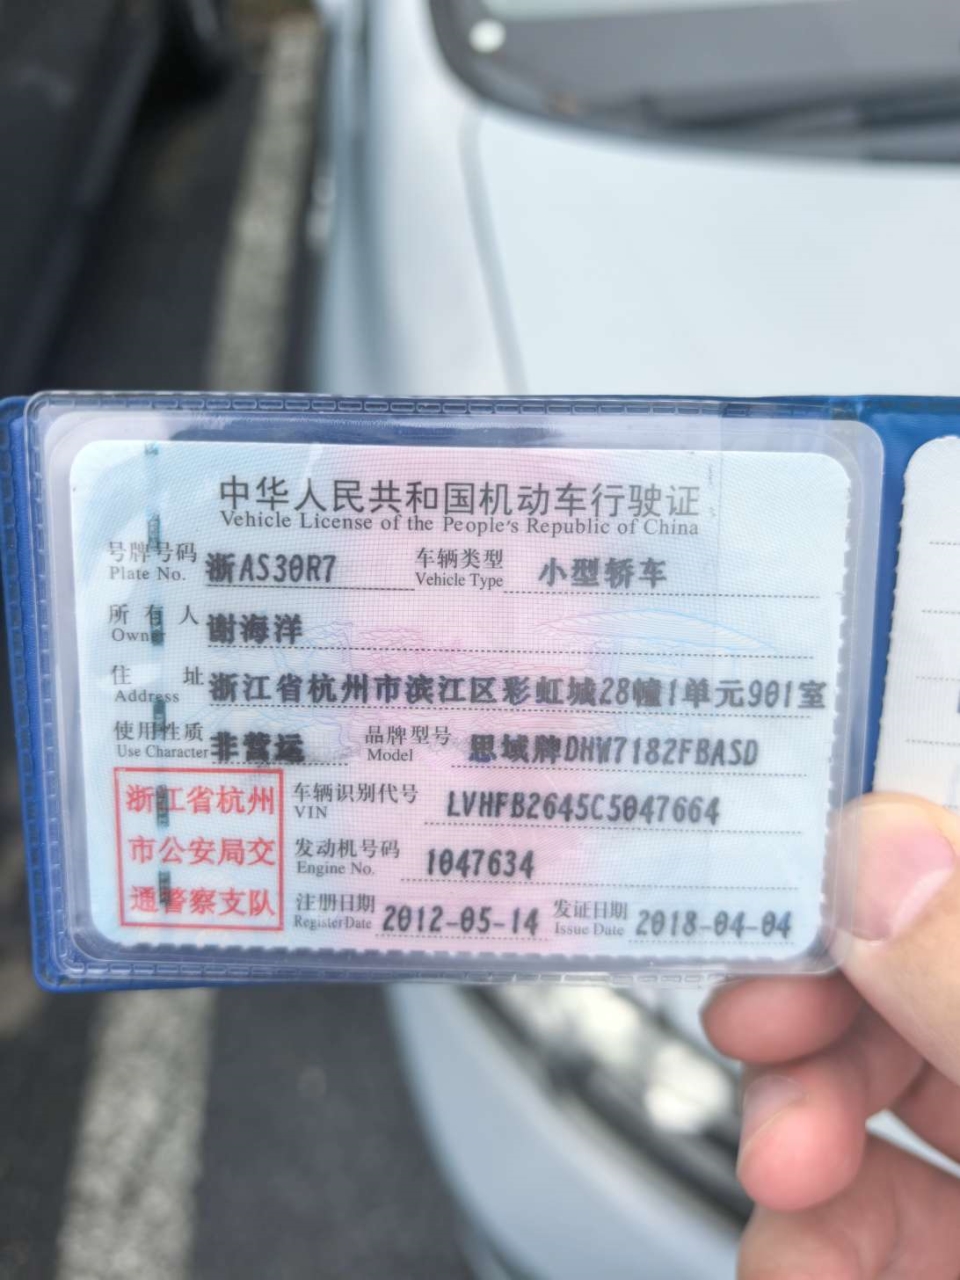 中华人民共和国机动车行驶证
Vehicle License of the People's Republic of China
号牌号码 浙AS30R7 车辆类型 小型轿车
Plate No. Vehicle Type
所有人 谢海洋
Owner
住址 浙江省杭州市滨江区彩虹城28幢1单元901室
Address
使用性质 非营运 品牌型号 思域牌DHW7182FBASD
Use Character Model
浙江省杭州
市公安局交
通警察支队
车辆识别代号 LVHFB2645C5047664
VIN
发动机号码 1047634
Engine No.
注册日期 2012-05-14 发证日期 2018-04-04
Register Date Issue Date